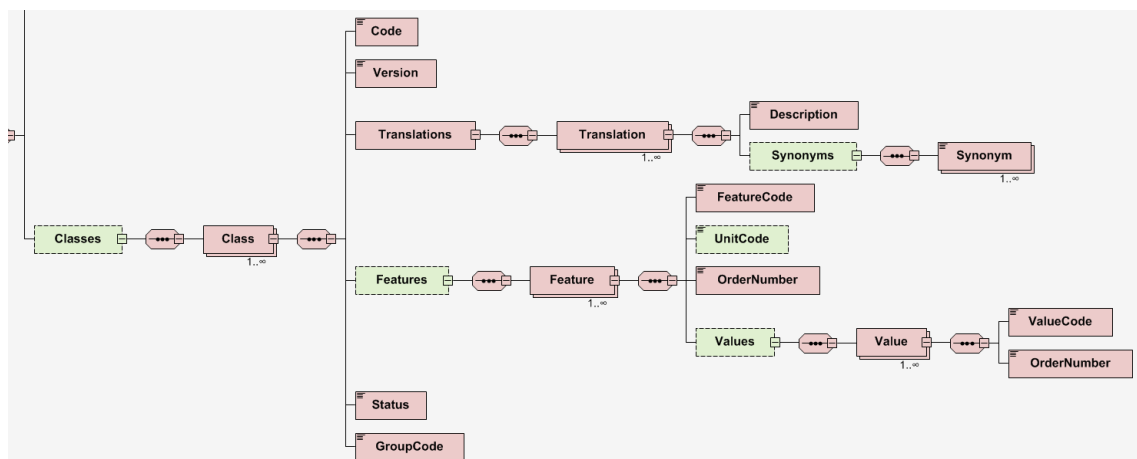 Code
Version
Translations
Translation
1..∞
Description
Synonyms
Synonym
1..∞
Classes
Class
1..∞
Features
Feature
1..∞
FeatureCode
UnitCode
OrderNumber
Values
Value
1..∞
ValueCode
OrderNumber
Status
GroupCode